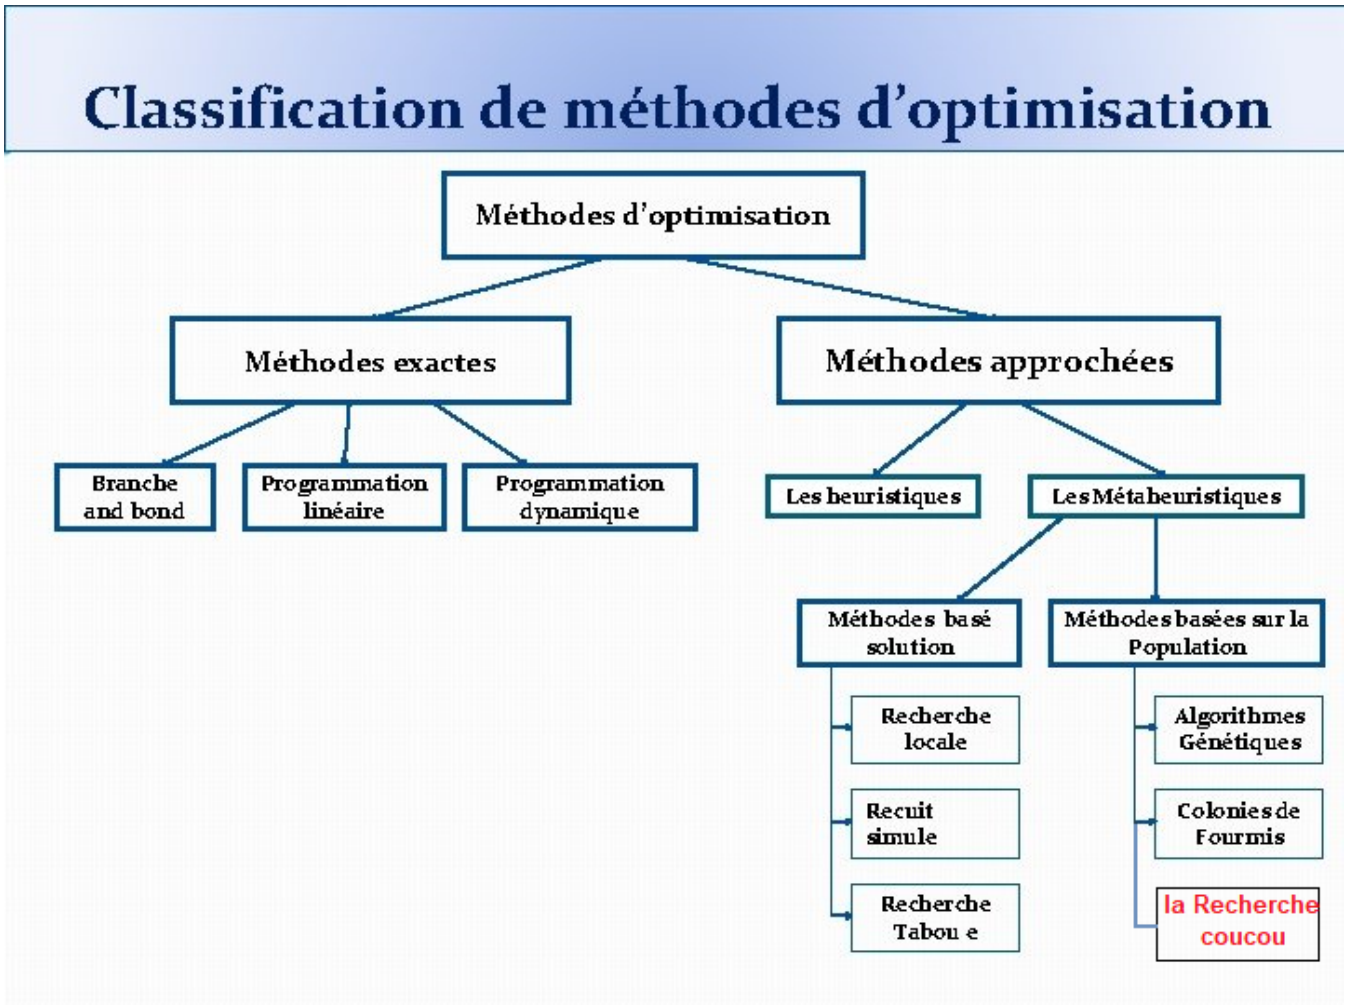 Classification de méthodes d'optimisation
Méthodes d'optimisation
Méthodes exactes
Méthodes approchées
Branche
and bond
Programmation
linéaire
Programmation
dynamique
Les heuristiques
Les Métaheuristiques
Méthodes basé
solution
Méthodes basées sur la
Population
Recherche
locale
Recuit
simule
Recherche
Tabou e
Algorithmes
Génétiques
Colonies de
Fourmis
la Recherche
coucou